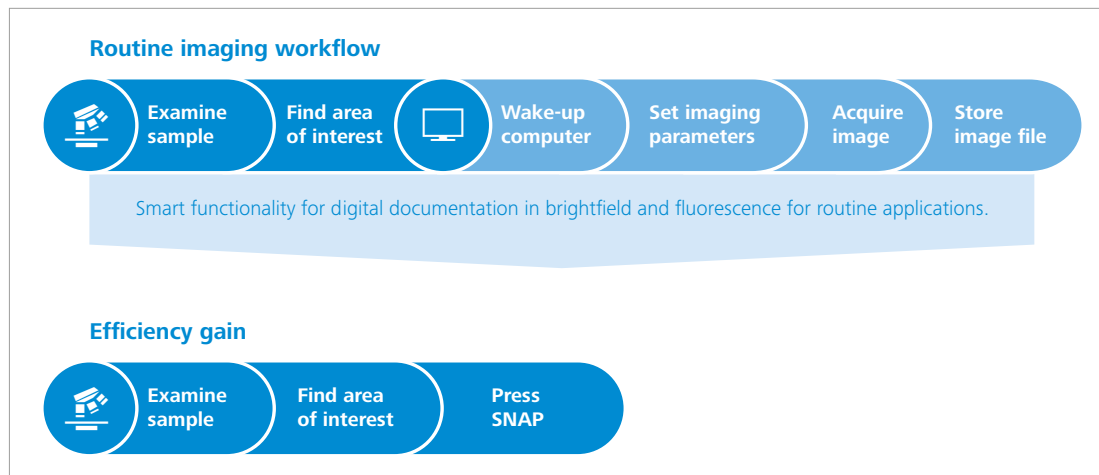 Routine imaging workflow
Examine
sample
Find area
of interest
Wake-up
computer
Set imaging
parameters
Acquire
image
Store
image file
Smart functionality for digital documentation in brightfield and fluorescence for routine applications.
Efficiency gain
Examine
sample
Find area
of interest
Press
SNAP